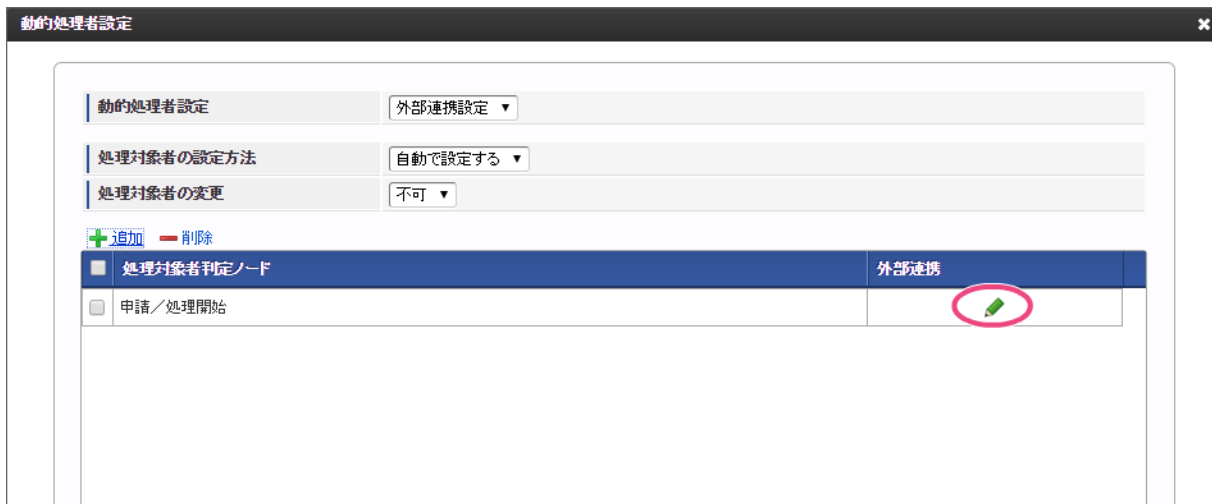 動的処理者設定
動的処理者設定 外部連携設定
処理対象者の設定方法 自動で設定する
処理対象者の変更 不可
追加 削除
処理対象者判定ノード 外部連携
申請／処理開始